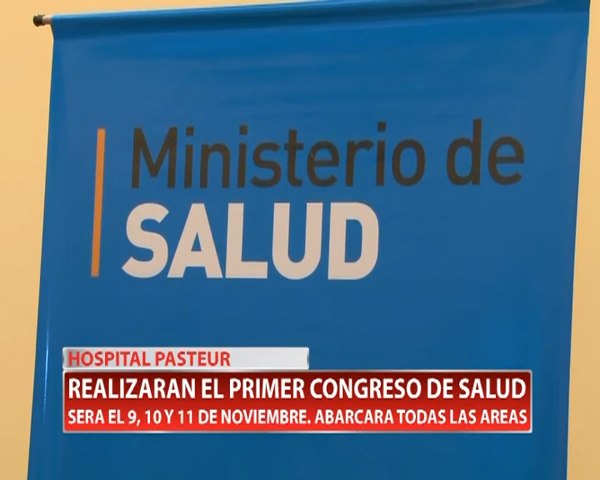 Ministerio de
SALUD
HOSPITAL PASTEUR
REALIZARAN EL PRIMER CONGRESO DE SALUD
SERA EL 9, 10 Y 11 DE NOVIEMBRE. ABARCARA TODAS LAS AREAS